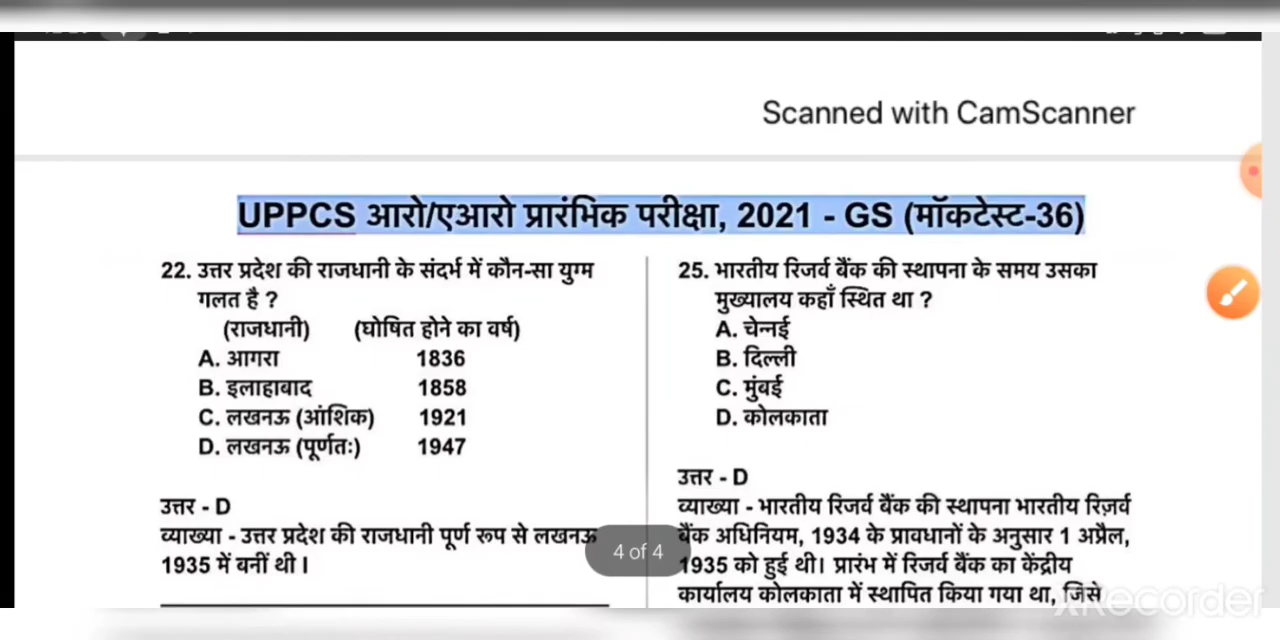 Scanned with CamScanner
UPPCS आरो/एआरो प्रारंभिक परीक्षा, 2021 - GS (मॉकटेस्ट-36)
22. उत्तर प्रदेश की राजधानी के संदर्भ में कौन-सा युग्म
गलत है ?
(राजधानी) (घोषित होने का वर्ष)
A. आगरा 1836
B. इलाहाबाद 1858
C. लखनऊ (आंशिक) 1921
D. लखनऊ (पूर्णतः) 1947
उत्तर - D
व्याख्या - उत्तर प्रदेश की राजधानी पूर्ण रूप से लखनऊ
1935 में बनीं थी।
25. भारतीय रिजर्व बैंक की स्थापना के समय उसका
मुख्यालय कहाँ स्थित था ?
A. चेन्नई
B. दिल्ली
C. मुंबई
D. कोलकाता
उत्तर - D
व्याख्या - भारतीय रिजर्व बैंक की स्थापना भारतीय रिज़र्व
बैंक अधिनियम, 1934 के प्रावधानों के अनुसार 1 अप्रैल,
1935 को हुई थी। प्रारंभ में रिजर्व बैंक का केंद्रीय
कार्यालय कोलकाता में स्थापित किया गया था, जिसे
4 of 4
XRecorder